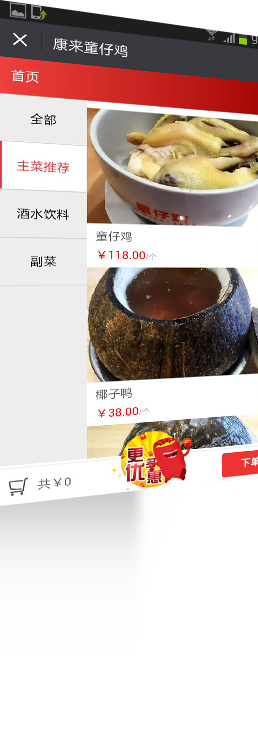 康来童仔鸡
首页
全部
主菜推荐
酒水饮料
副菜
童仔鸡
￥118.00/个
椰子鸭
￥38.00/个
更多
优惠
共￥0
下单